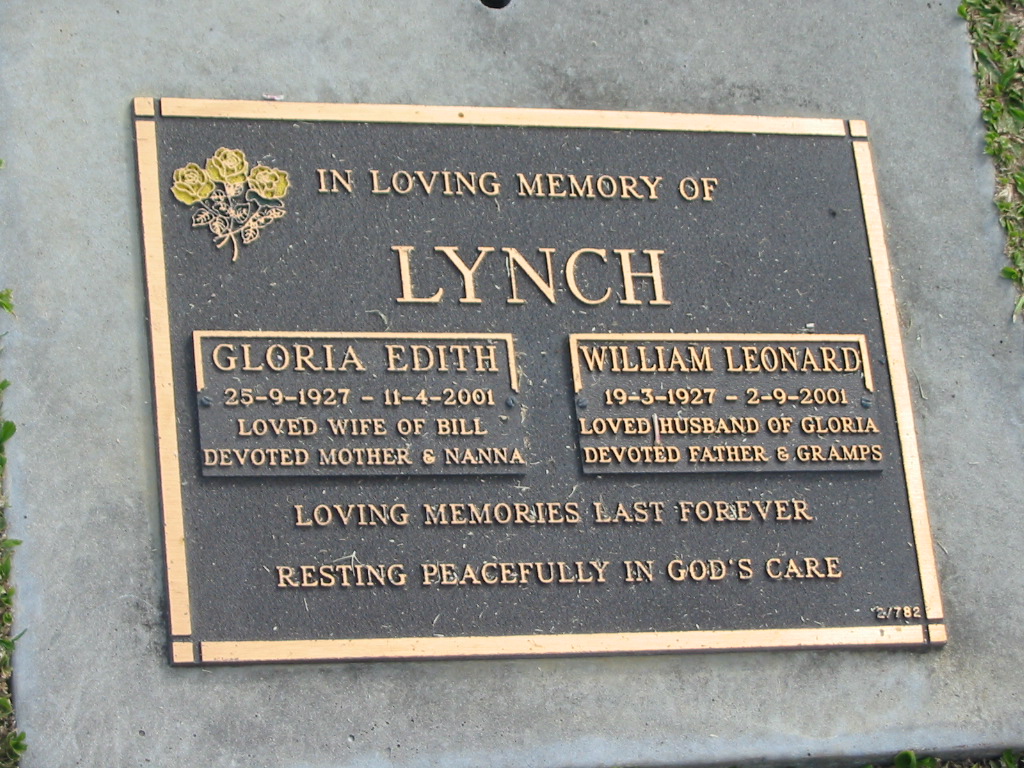 IN LOVING MEMORY OF
LYNCH
GLORIA EDITH
25-9-1927 - 11-4-2001
LOVED WIFE OF BILL
DEVOTED MOTHER & NANNA
WILLIAM LEONARD
19-3-1927 - 2-9-2001
LOVED HUSBAND OF GLORIA
DEVOTED FATHER & GRAMPS
LOVING MEMORIES LAST FOREVER
RESTING PEACEFULLY IN GOD'S CARE
2/782